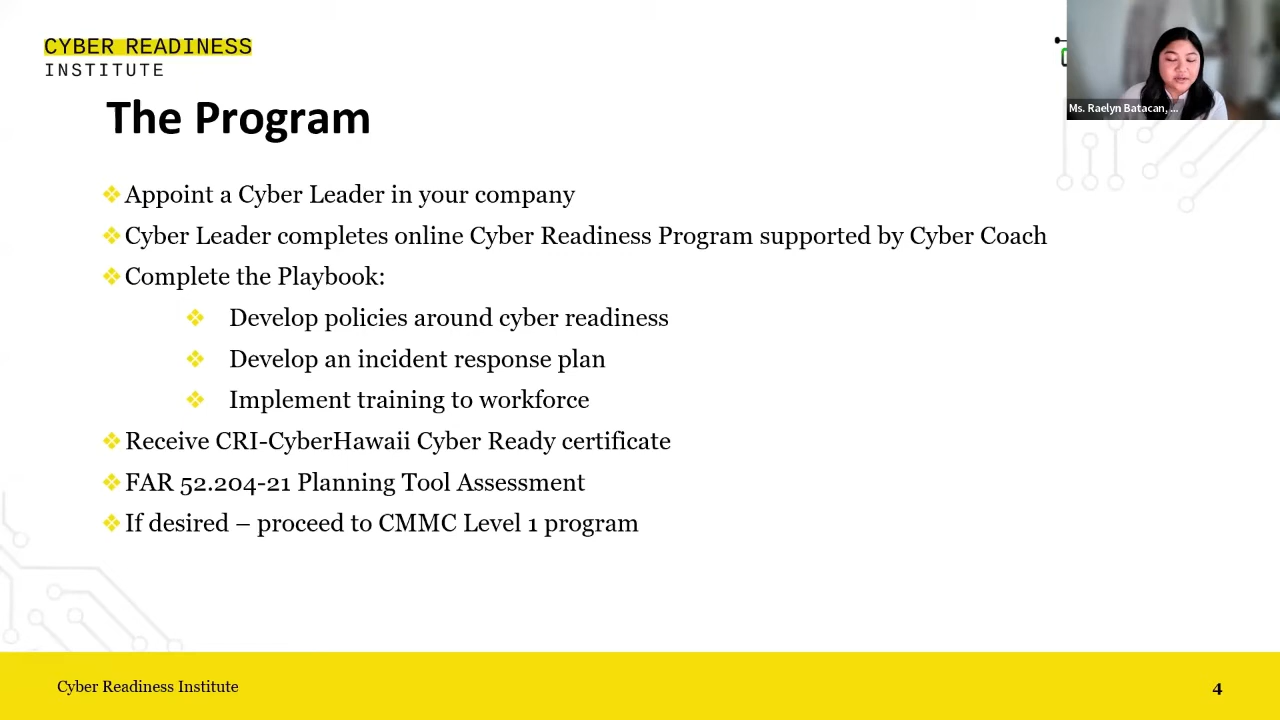 CYBER READINESS
INSTITUTE
The Program
Ms. Raelyn Batacan, ...
Appoint a Cyber Leader in your company
Cyber Leader completes online Cyber Readiness Program supported by Cyber Coach
Complete the Playbook:
Develop policies around cyber readiness
Develop an incident response plan
Implement training to workforce
Receive CRI-CyberHawaii Cyber Ready certificate
FAR 52.204-21 Planning Tool Assessment
If desired – proceed to CMMC Level 1 program
Cyber Readiness Institute
4